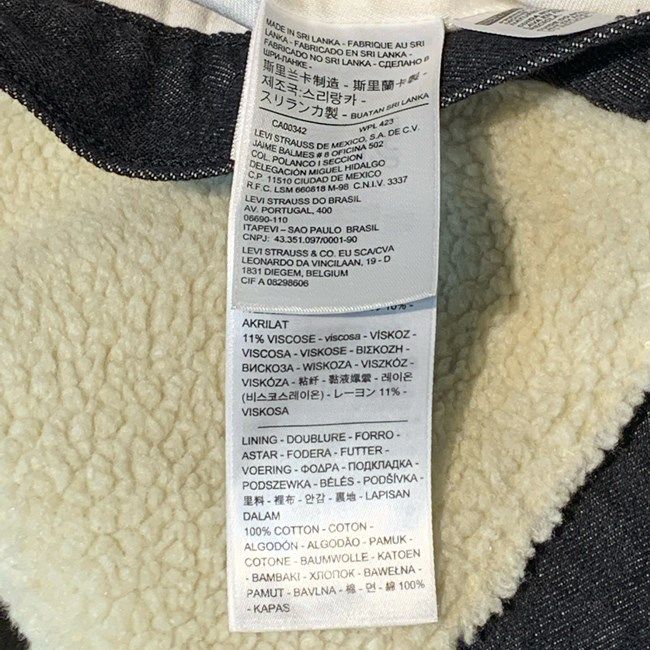 MADE IN SRI LANKA - FABRIQUE AU SRI
LANKA - FABRICADO EN SRI LANKA -
FABRICADO NO SRI LANKA - СДЕЛАНО В
ШРИ-ЛАНКЕ -
斯里兰卡制造 - 斯里蘭卡製 -
제조국:스리랑카 -
スリランカ製 - BUATAN SRI LANKA
CA00342 WPL 423
LEVI STRAUSS DE MEXICO, S.A. DE C.V.
JAIME BALMES # 8 OFICINA 502
COL. POLANCO I SECCION
DELEGACIÓN MIGUEL HIDALGO
C.P. 11510 CIUDAD DE MEXICO
R.F.C. LSM 660818 M-98 C.N.I.V. 3337
LEVI STRAUSS DO BRASIL
AV. PORTUGAL, 400
06690-110
ITAPEVI – SAO PAULO BRASIL
CNPJ: 43.351.097/0001-90
LEVI STRAUSS & CO. EU SCA/CVA
LEONARDO DA VINCILAAN, 19 - D
1831 DIEGEM, BELGIUM
CIF A 08298606
AKRILAT
11% VISCOSE - viscosa - VİSKOZ -
VISCOSA - VISKOSE - ΒΙΣΚΟΖΗ -
ВИСКОЗА - WISKOZA - VISZKÓZ -
VISKÓZA - 粘纤 - 黏液嫘縈 - 레이온
(비스코스레이온) - レーヨン 11% -
VISKOSA
LINING - DOUBLURE - FORRO -
ASTAR - FODERA - FUTTER -
VOERING - ΦΟΔΡΑ - ПОДКЛАДКА -
PODSZEWKA - BÉLÉS - PODŠÍVKA -
里料 - 裡布 - 안감 - 裏地 - LAPISAN
DALAM
100% COTTON - COTON -
ALGODÓN - ALGODÃO - PAMUK -
COTONE - BAUMWOLLE - KATOEN
- ΒΑΜΒΑΚΙ - ХЛОПОК - BAWEŁNA -
PAMUT - BAVLNA - 棉 - 면 - 綿 100%
- KAPAS